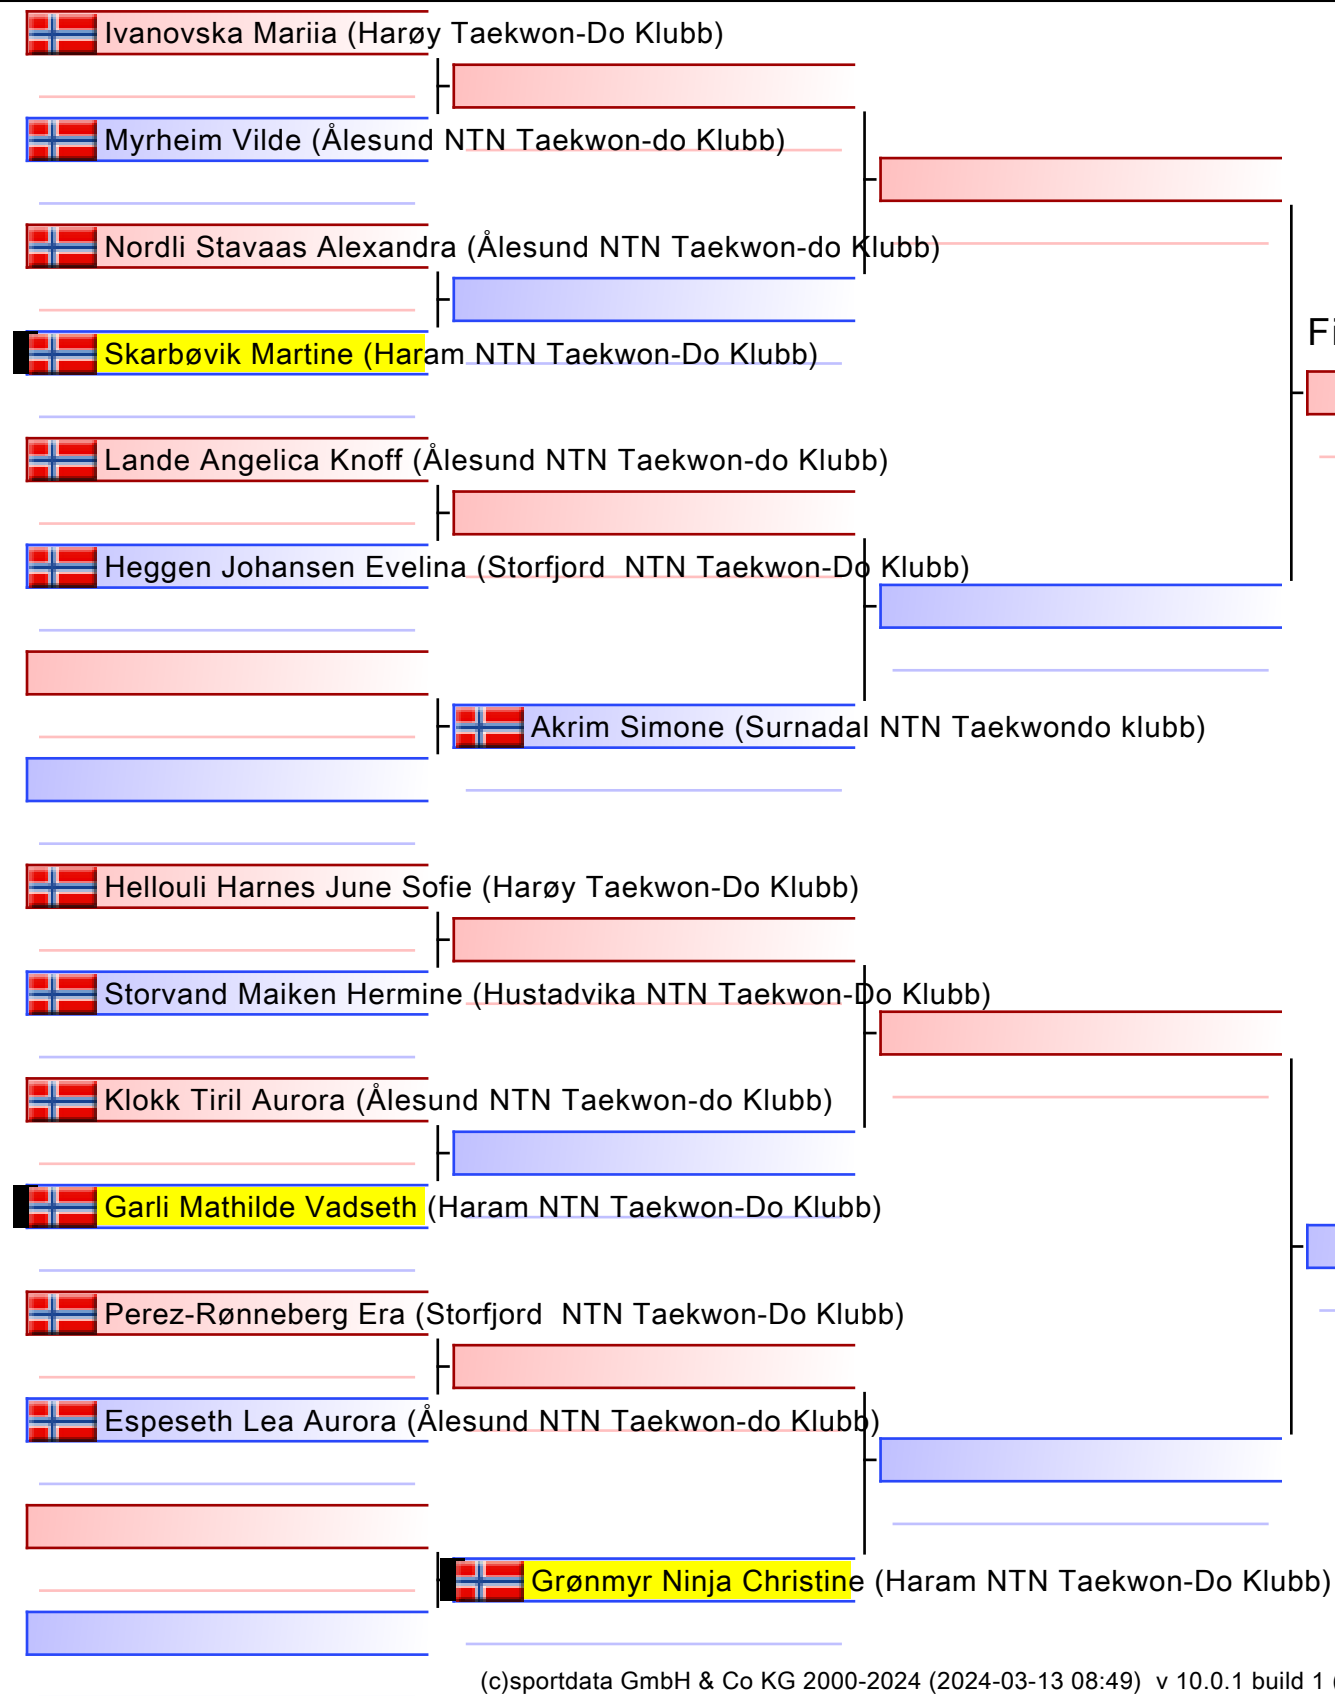 Ivanovska Mariia (Harøy Taekwon-Do Klubb)
Myrheim Vilde (Ålesund NTN Taekwon-do Klubb)
Nordli Stavaas Alexandra (Ålesund NTN Taekwon-do Klubb)
Skarbøvik Martine (Haram NTN Taekwon-Do Klubb)
Lande Angelica Knoff (Ålesund NTN Taekwon-do Klubb)
Heggen Johansen Evelina (Storfjord  NTN Taekwon-Do Klubb)
Akrim Simone (Surnadal NTN Taekwondo klubb)
Hellouli Harnes June Sofie (Harøy Taekwon-Do Klubb)
Storvand Maiken Hermine (Hustadvika NTN Taekwon-Do Klubb)
Klokk Tiril Aurora (Ålesund NTN Taekwon-do Klubb)
Garli Mathilde Vadseth (Haram NTN Taekwon-Do Klubb)
Perez-Rønneberg Era (Storfjord  NTN Taekwon-Do Klubb)
Espeseth Lea Aurora (Ålesund NTN Taekwon-do Klubb)
Grønmyr Ninja Christine (Haram NTN Taekwon-Do Klubb)
(c)sportdata GmbH & Co KG 2000-2024 (2024-03-13 08:49)  v 10.0.1 build 1